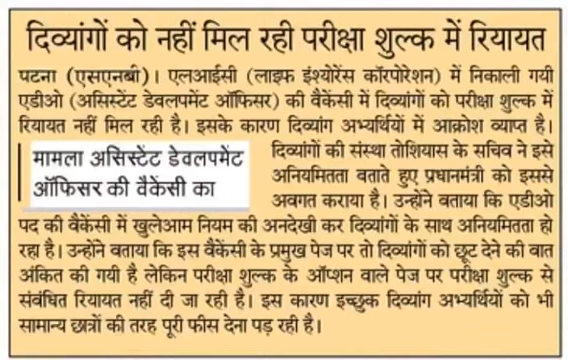 दिव्यांगों को नहीं मिल रही परीक्षा शुल्क में रियायत
पटना (एसएनबी)। एलआईसी (लाइफ इंश्योरेंस कॉरपोरेशन) में निकाली गयी
एडीओ (असिस्टेंट डेवलपमेंट ऑफिसर) की वैकेंसी में दिव्यांगों को परीक्षा शुल्क में
रियायत नहीं मिल रही है। इसके कारण दिव्यांग अभ्यर्थियों में आक्रोश व्याप्त है।
मामला असिस्टेंट डेवलपमेंट
ऑफिसर की वैकेंसी का
दिव्यांगों की संस्था तोशियास के सचिव ने इसे
अनियमितता बताते हुए प्रधानमंत्री को इससे
अवगत कराया है। उन्होंने बताया कि एडीओ
पद की वैकेंसी में खुलेआम नियम की अनदेखी कर दिव्यांगों के साथ अनियमितता हो
रहा है। उन्होंने बताया कि इस वैकेंसी के प्रमुख पेज पर तो दिव्यांगों को छूट देने की बात
अंकित की गयी है लेकिन परीक्षा शुल्क के ऑप्शन वाले पेज पर परीक्षा शुल्क से
संबंधित रियायत नहीं दी जा रही है। इस कारण इच्छुक दिव्यांग अभ्यर्थियों को भी
सामान्य छात्रों की तरह पूरी फीस देना पड़ रही है।